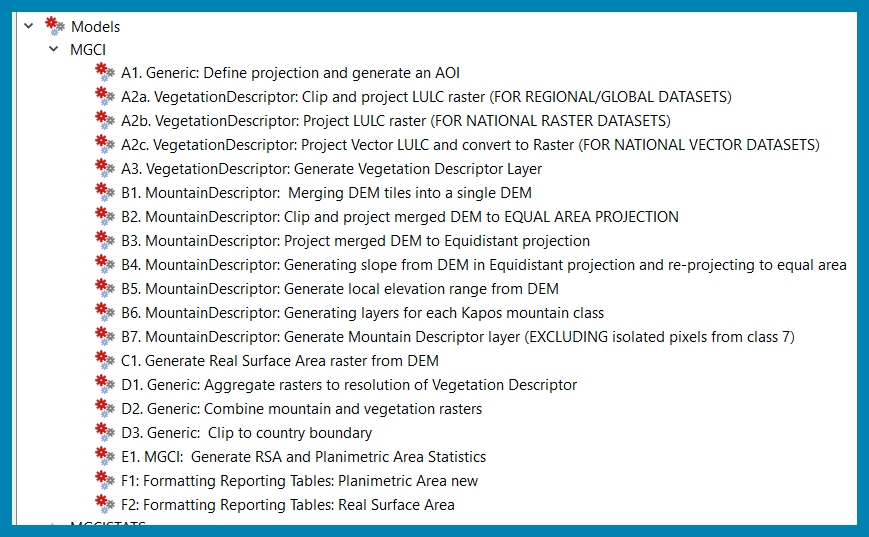 Models
MGCI
A1. Generic: Define projection and generate an AOI
A2a. VegetationDescriptor: Clip and project LULC raster (FOR REGIONAL/GLOBAL DATASETS)
A2b. VegetationDescriptor: Project LULC raster (FOR NATIONAL RASTER DATASETS)
A2c. VegetationDescriptor: Project Vector LULC and convert to Raster (FOR NATIONAL VECTOR DATASETS)
A3. VegetationDescriptor: Generate Vegetation Descriptor Layer
B1. MountainDescriptor:  Merging DEM tiles into a single DEM
B2. MountainDescriptor: Clip and project merged DEM to EQUAL AREA PROJECTION
B3. MountainDescriptor: Project merged DEM to Equidistant projection
B4. MountainDescriptor: Generating slope from DEM in Equidistant projection and re-projecting to equal area
B5. MountainDescriptor: Generate local elevation range from DEM
B6. MountainDescriptor: Generating layers for each Kapos mountain class
B7. MountainDescriptor: Generate Mountain Descriptor layer (EXCLUDING isolated pixels from class 7)
C1. Generate Real Surface Area raster from DEM
D1. Generic: Aggregate rasters to resolution of Vegetation Descriptor
D2. Generic: Combine mountain and vegetation rasters
D3. Generic:  Clip to country boundary
E1. MGCI:  Generate RSA and Planimetric Area Statistics
F1: Formatting Reporting Tables: Planimetric Area new
F2: Formatting Reporting Tables: Real Surface Area